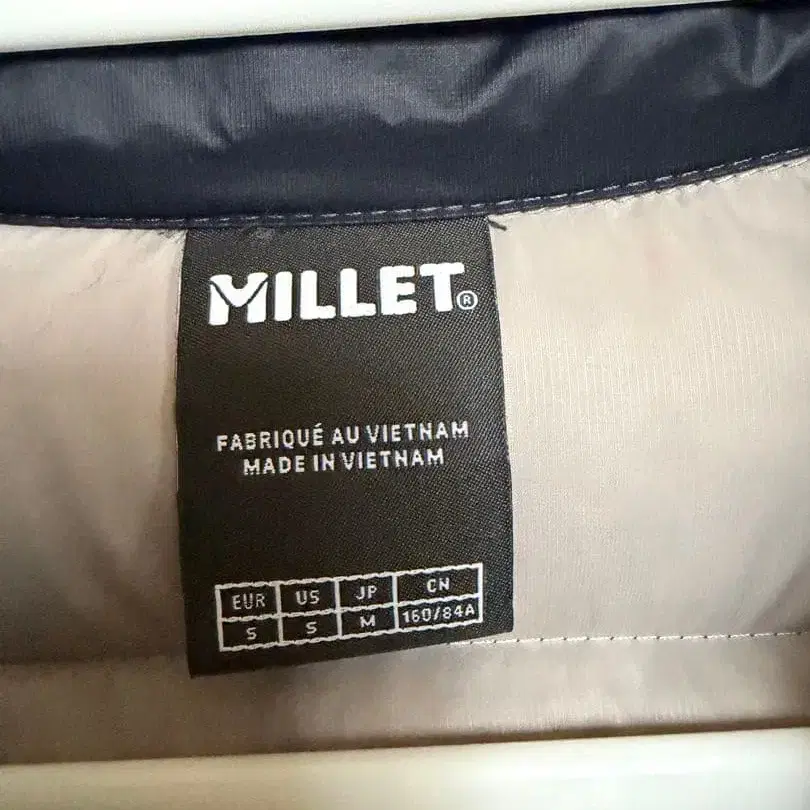 MILLET®
FABRIQUÉ AU VIETNAM
MADE IN VIETNAM
EUR US JP CN
S S M 160/84A